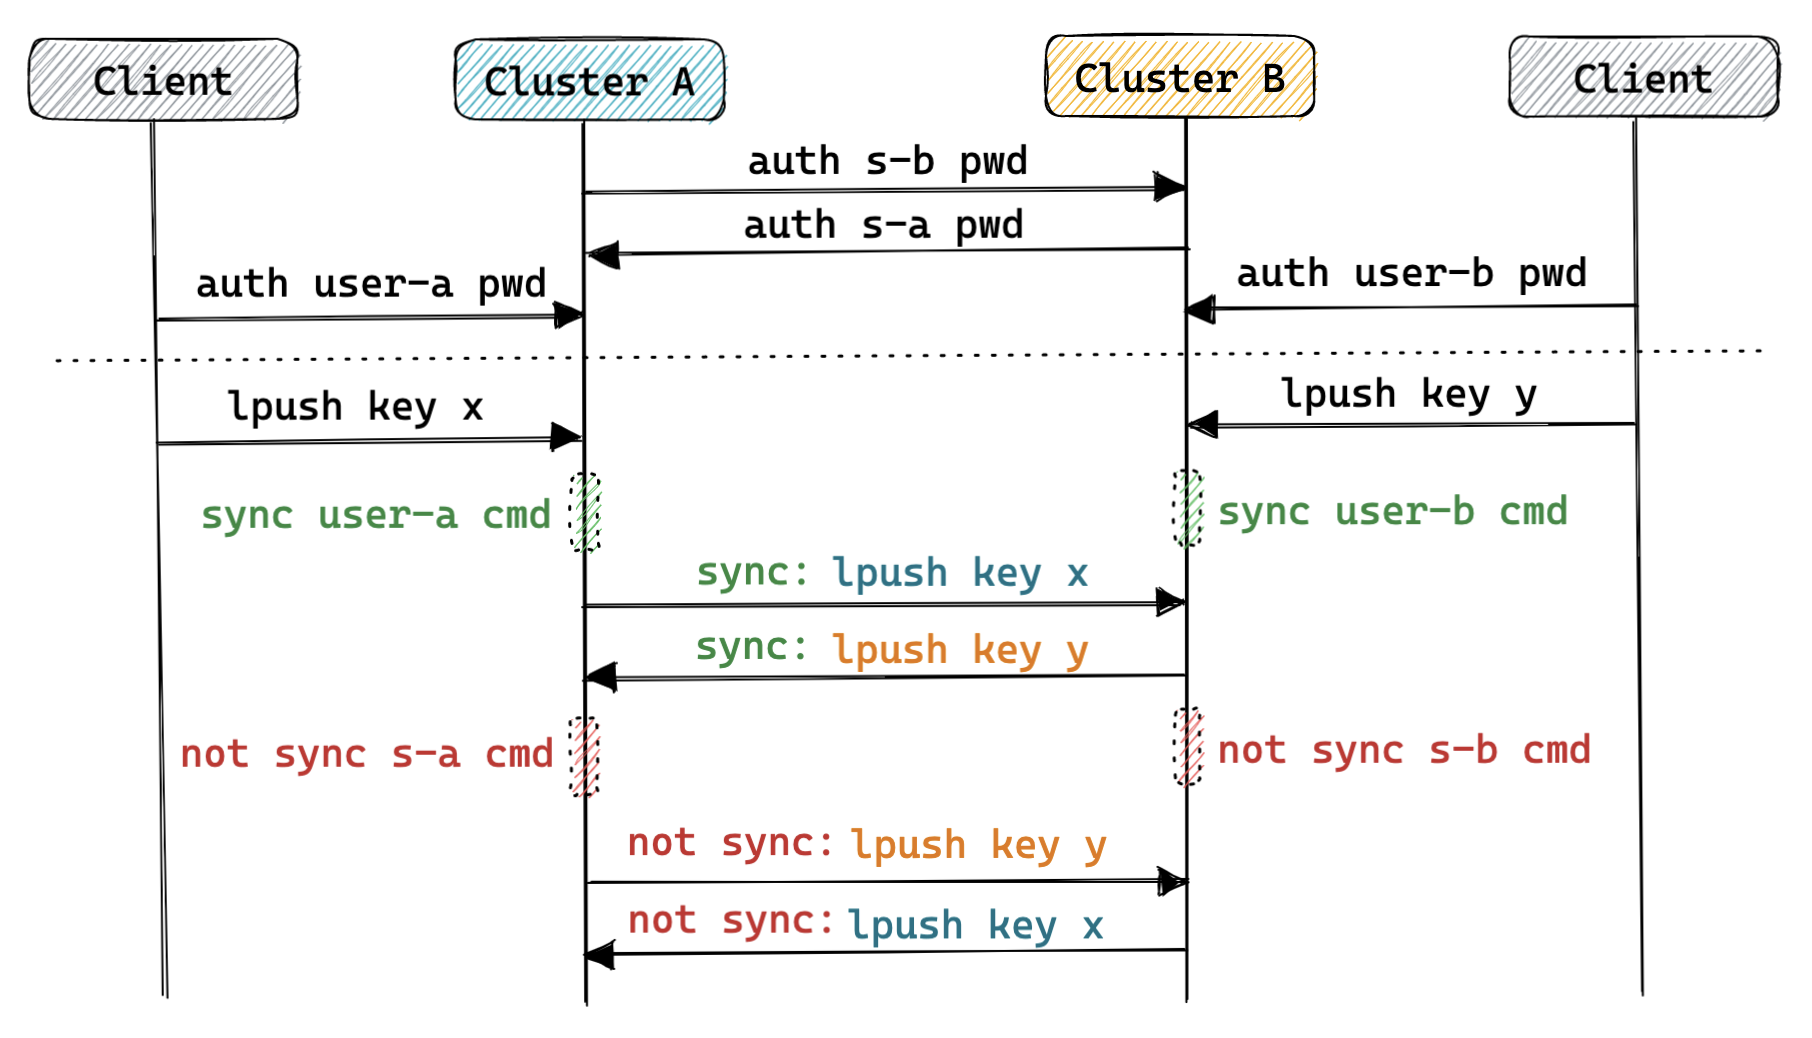 Client
Cluster A
Cluster B
Client
auth s-b pwd
auth s-a pwd
auth user-a pwd
auth user-b pwd
lpush key x
lpush key y
sync user-a cmd
sync user-b cmd
sync: lpush key x
sync: lpush key y
not sync s-a cmd
not sync s-b cmd
not sync: lpush key y
not sync: lpush key x